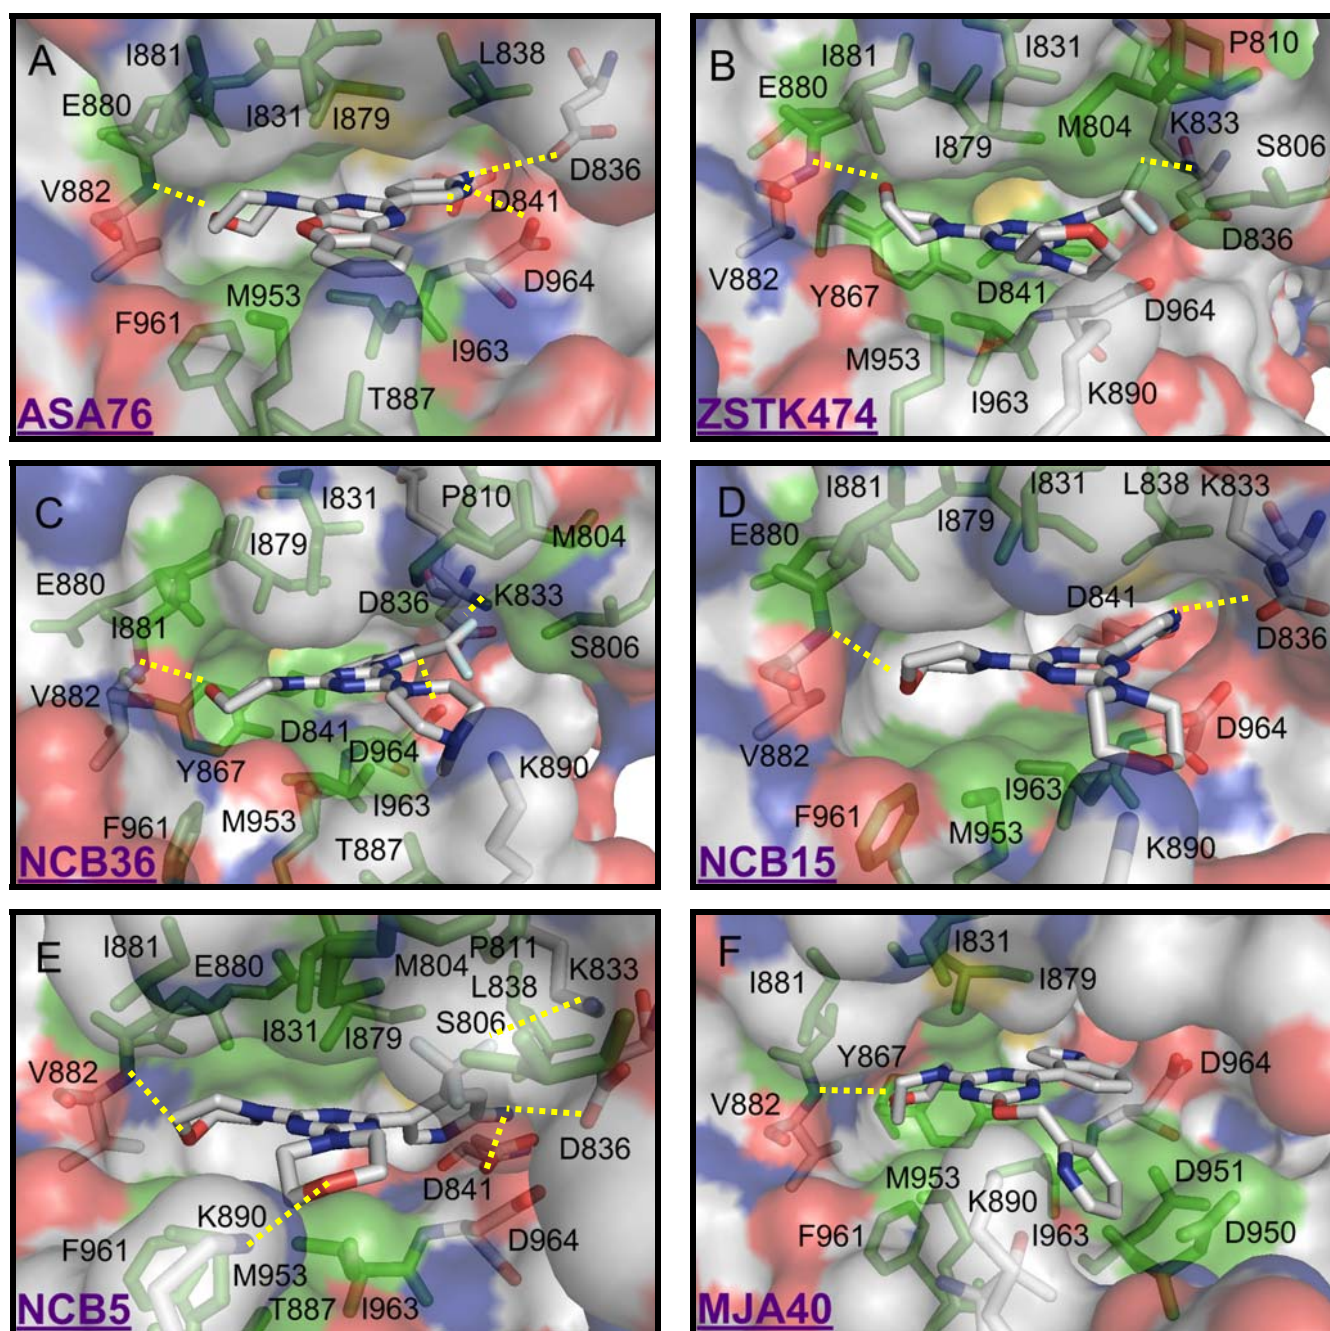 A
I881
L838
E880
I831
I879
D836
V882
D841
D964
M953
F961
I963
T887
ASA76
B
I881
I831
P810
E880
M804
K833
I879
S806
D836
V882
Y867
D841
D964
M953
I963
K890
ZSTK474
C
I831
P810
I879
M804
E880
D836
K833
I881
S806
V882
D841
D964
Y867
K890
I963
F961
M953
T887
NCB36
D
I881
I831
L838
K833
I879
E880
D841
D836
D964
V882
I963
F961
M953
K890
NCB15
E
I881
E880
M804
P811
K833
L838
I831
I879
S806
V882
D836
D841
K890
F961
D964
M953
T887
I963
NCB5
F
I831
I881
I879
Y867
D964
V882
M953
K890
D951
F961
I963
D950
MJA40